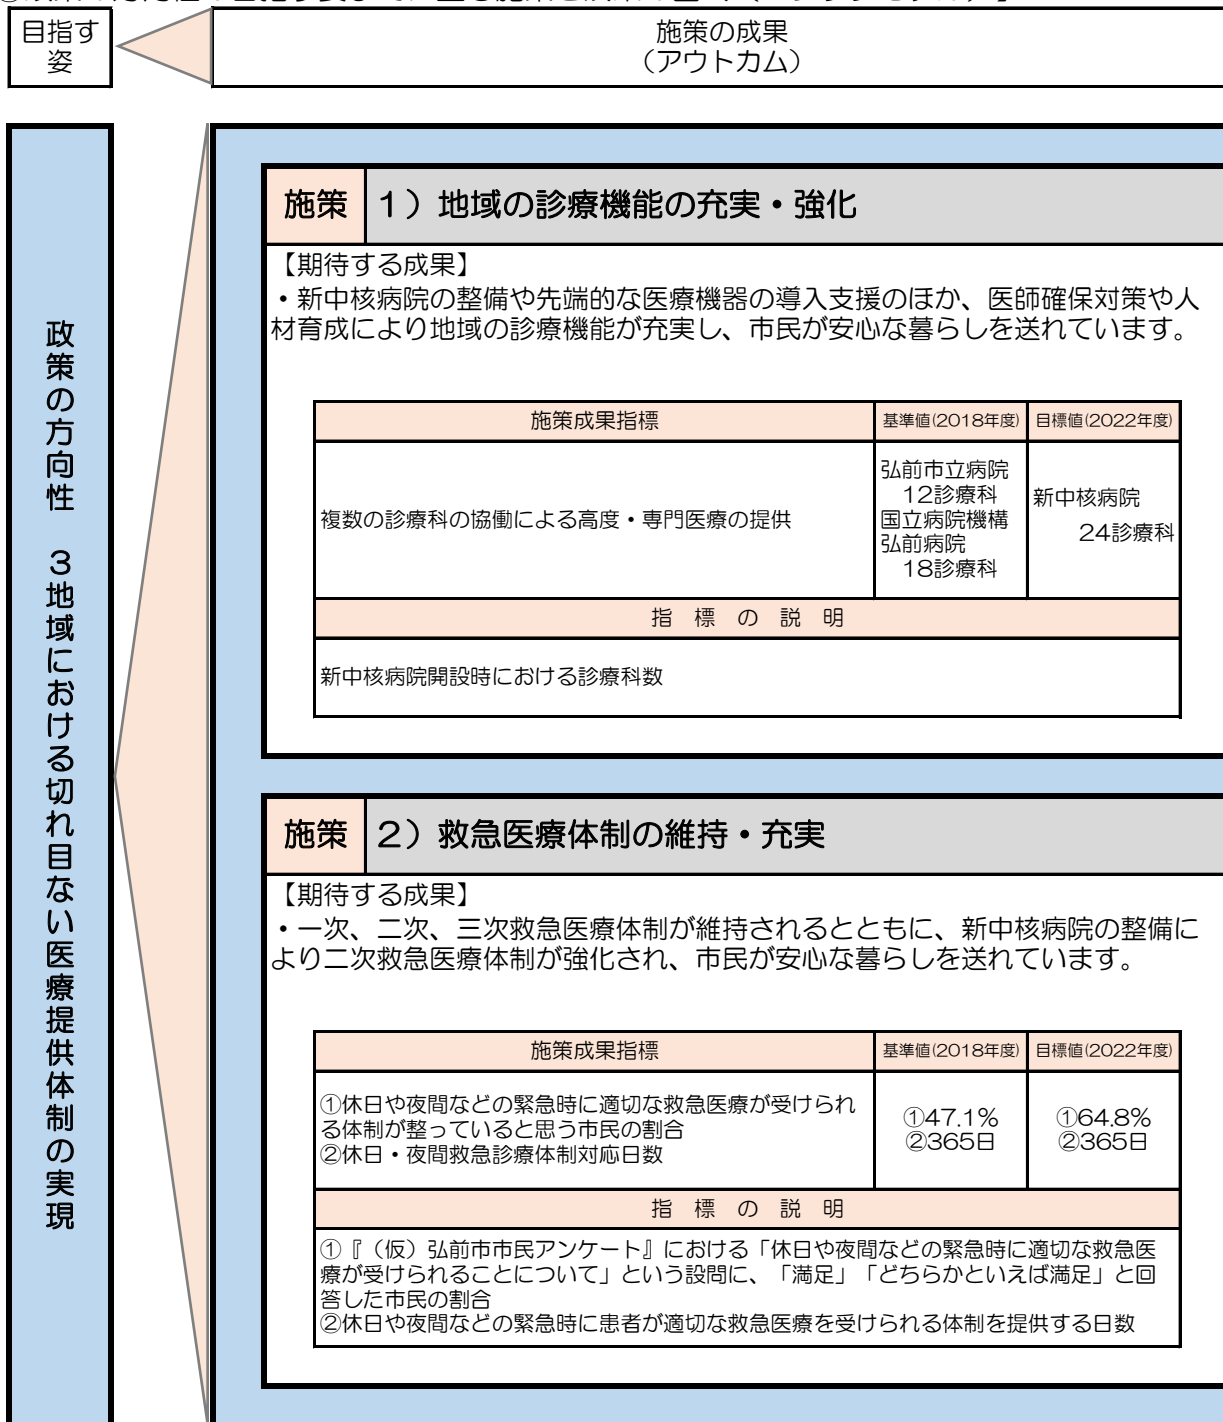 目指す
姿
施策の成果
（アウトカム）
政策の方向性　３地域における切れ目ない医療提供体制の実現
施策
１）地域の診療機能の充実・強化
【期待する成果】
・新中核病院の整備や先端的な医療機器の導入支援のほか、医師確保対策や人
材育成により地域の診療機能が充実し、市民が安心な暮らしを送れています。
施策成果指標
基準値(2018年度)
目標値(2022年度)
複数の診療科の協働による高度・専門医療の提供
弘前市立病院
12診療科
国立病院機構
弘前病院
18診療科
新中核病院
24診療科
指　標　の　説　明
新中核病院開設時における診療科数
施策
２）救急医療体制の維持・充実
【期待する成果】
・一次、二次、三次救急医療体制が維持されるとともに、新中核病院の整備に
より二次救急医療体制が強化され、市民が安心な暮らしを送れています。
施策成果指標
基準値(2018年度)
目標値(2022年度)
①休日や夜間などの緊急時に適切な救急医療が受けられ
る体制が整っていると思う市民の割合
②休日・夜間救急診療体制対応日数
①47.1%
②365日
①64.8%
②365日
指　標　の　説　明
①『（仮）弘前市市民アンケート』における「休日や夜間などの緊急時に適切な救急医
療が受けられることについて」という設問に、「満足」「どちらかといえば満足」と回
答した市民の割合
②休日や夜間などの緊急時に患者が適切な救急医療を受けられる体制を提供する日数